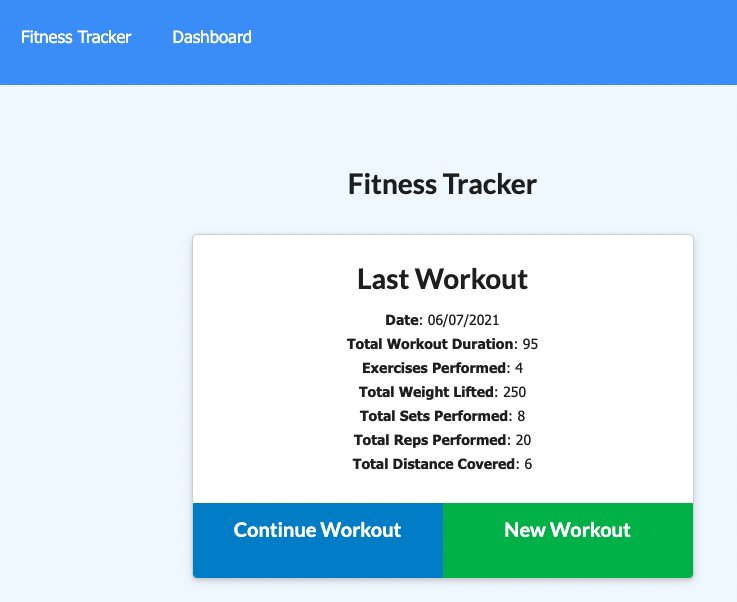 Fitness Tracker Dashboard
Fitness Tracker
Last Workout
Date: 06/07/2021
Total Workout Duration: 95
Exercises Performed: 4
Total Weight Lifted: 250
Total Sets Performed: 8
Total Reps Performed: 20
Total Distance Covered: 6
Continue Workout New Workout